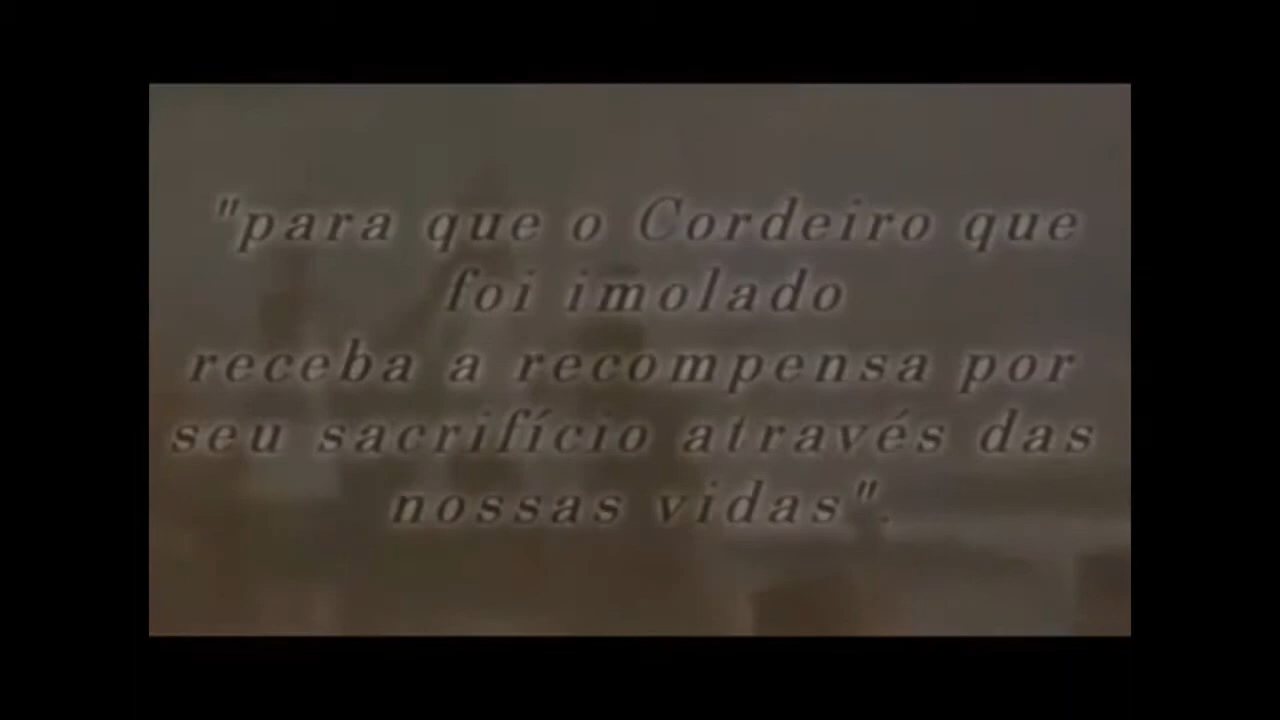 "para que o Cordeiro que
foi imolado
receba a recompensa por
seu sacrifício através das
nossas vidas".